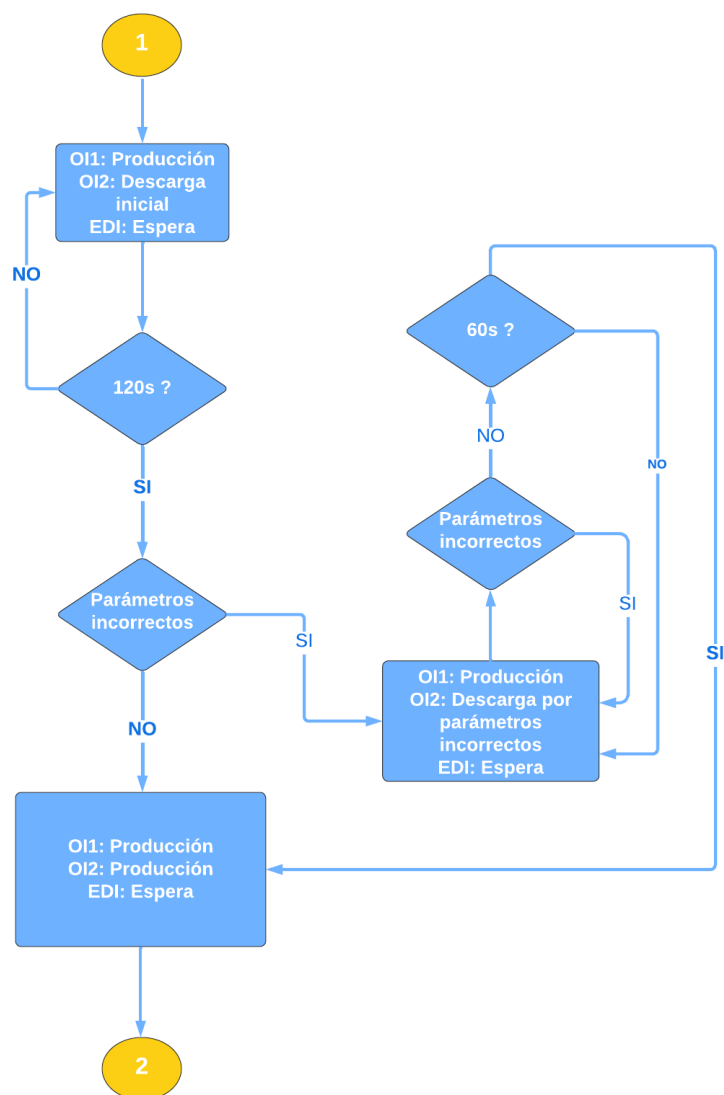 1
OI1: Producción
OI2: Descarga
inicial
EDI: Espera
NO
120s ?
SI
Parámetros
incorrectos
SI
NO
60s ?
NO
NO
Parámetros
incorrectos
SI
SI
OI1: Producción
OI2: Descarga por
parámetros
incorrectos
EDI: Espera
OI1: Producción
OI2: Producción
EDI: Espera
2